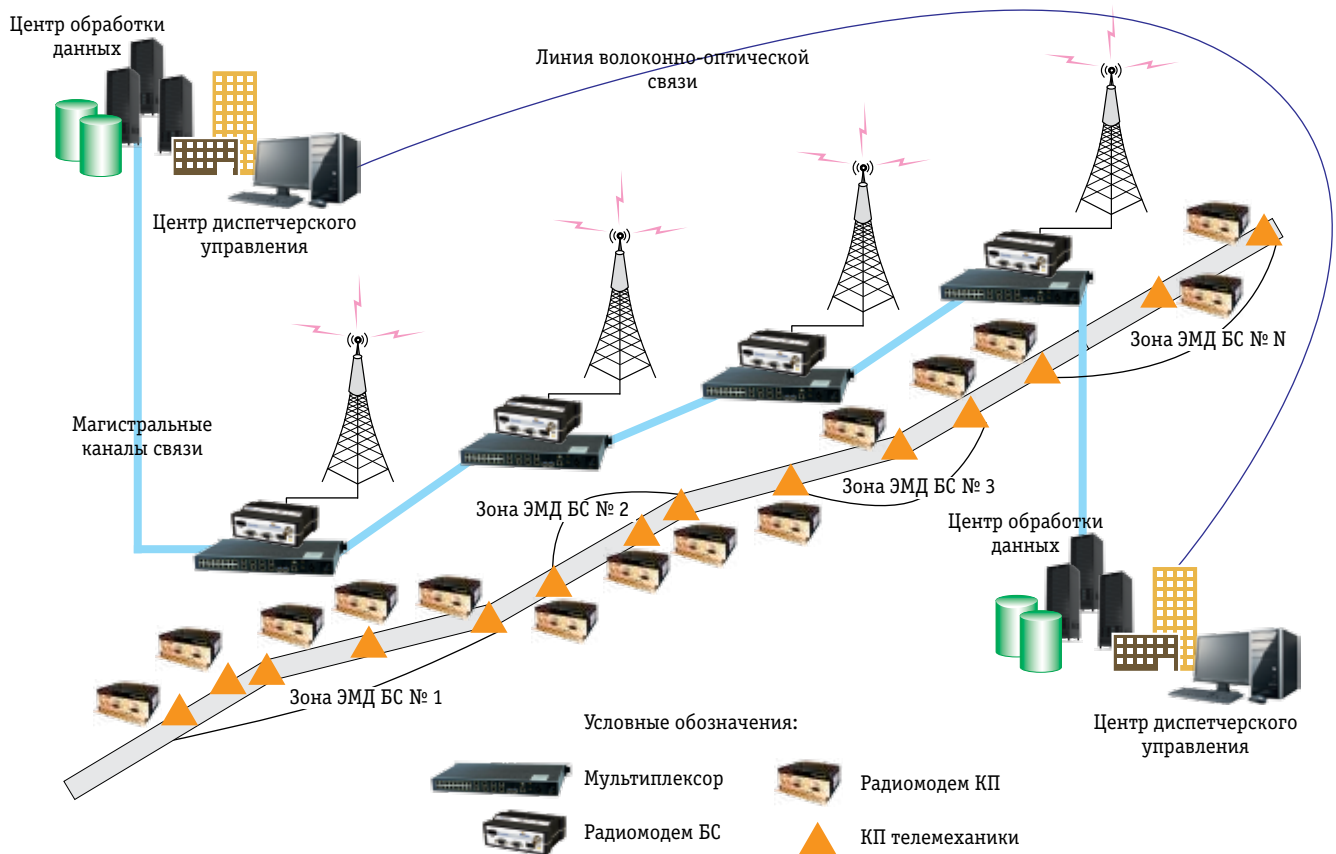 Центр обработки
данных
Линия волоконно-оптической
связи
Центр диспетчерского
управления
Зона ЭМД БС № N
Магистральные
каналы связи
Зона ЭМД БС № 3
Зона ЭМД БС № 2
Центр обработки
данных
Зона ЭМД БС № 1
Условные обозначения:
Центр диспетчерского
управления
Мультиплексор
Радиомодем КП
Радиомодем БС
КП телемеханики